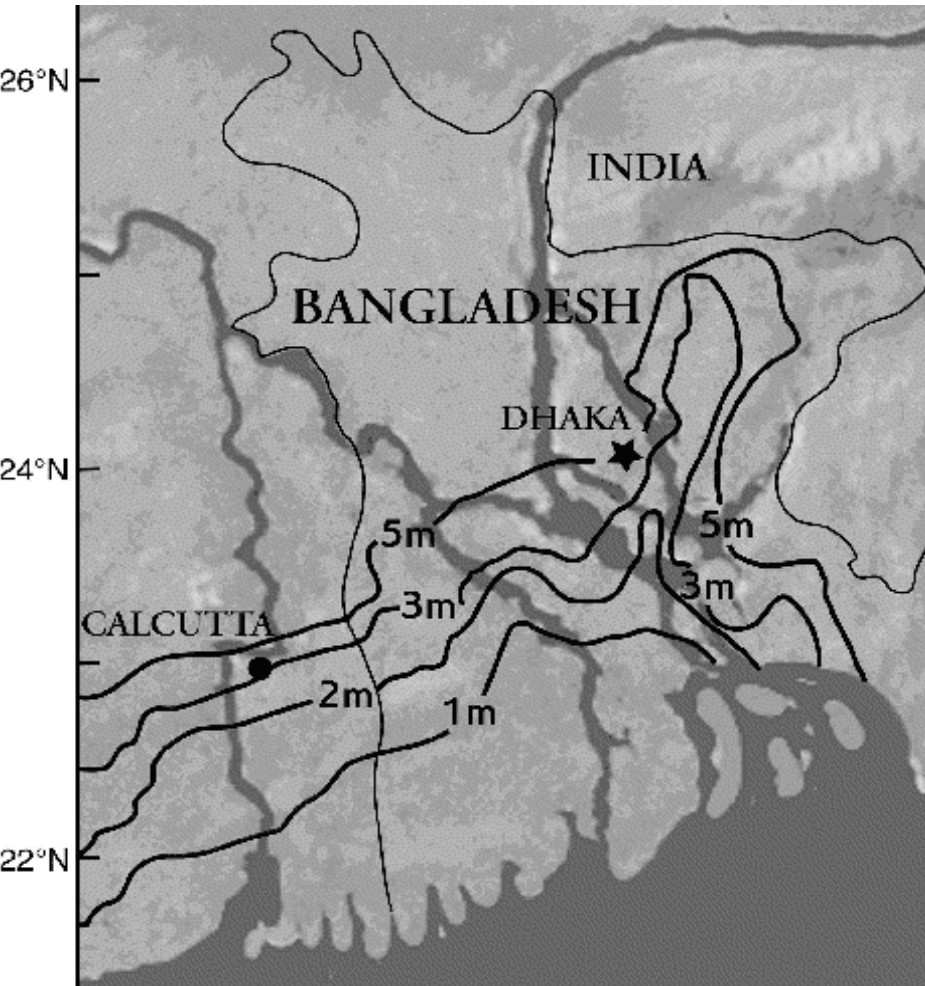 26°N
INDIA
BANGLADESH
DHAKA
24°N
5m
5m
3m
3m
CALCUTTA
2m
1m
22°N